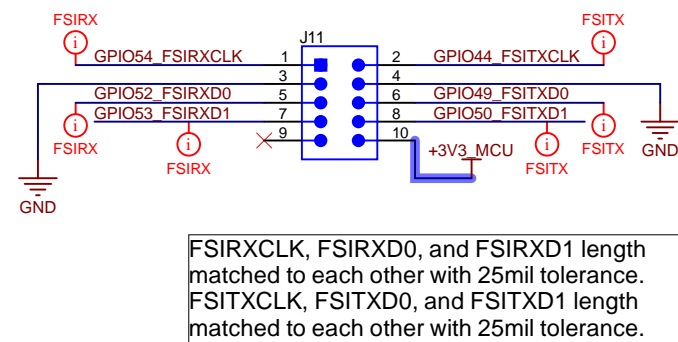 FSIRX
FSITX
i
i
J11
GPIO54_FSIRXCLK
1
2
GPIO44_FSITXCLK
3
4
GPIO52_FSIRXD0
5
6
GPIO49_FSITXD0
GPIO53_FSIRXD1
7
8
GPIO50_FSITXD1
i
i
FSIRX
i
9
10
+3V3_MCU
i
FSITX
GND
FSIRX
FSITX
GND
FSIRXCLK, FSIRXD0, and FSIRXD1 length
matched to each other with 25mil tolerance.
FSITXCLK, FSITXD0, and FSITXD1 length
matched to each other with 25mil tolerance.